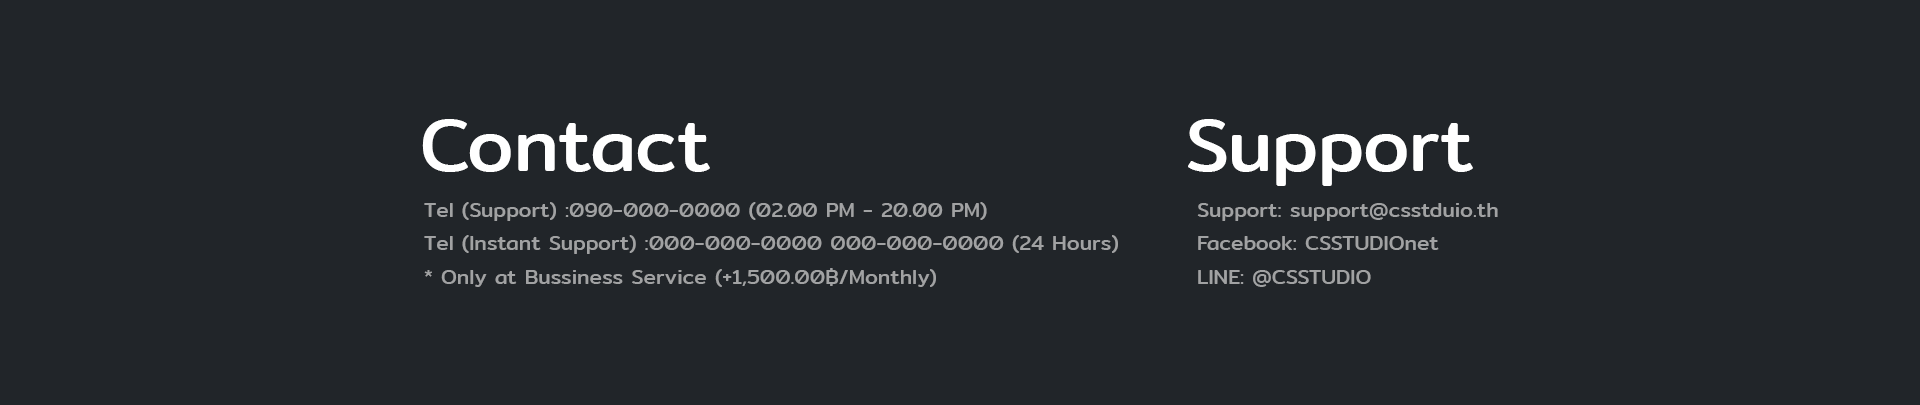 Contact
Tel (Support) :090-000-0000 (02.00 PM - 20.00 PM)
Tel (Instant Support) :000-000-0000 000-000-0000 (24 Hours)
* Only at Bussiness Service (+1,500.00฿/Monthly)
Support
Support: support@csstduio.th
Facebook: CSSTUDIOnet
LINE: @CSSTUDIO